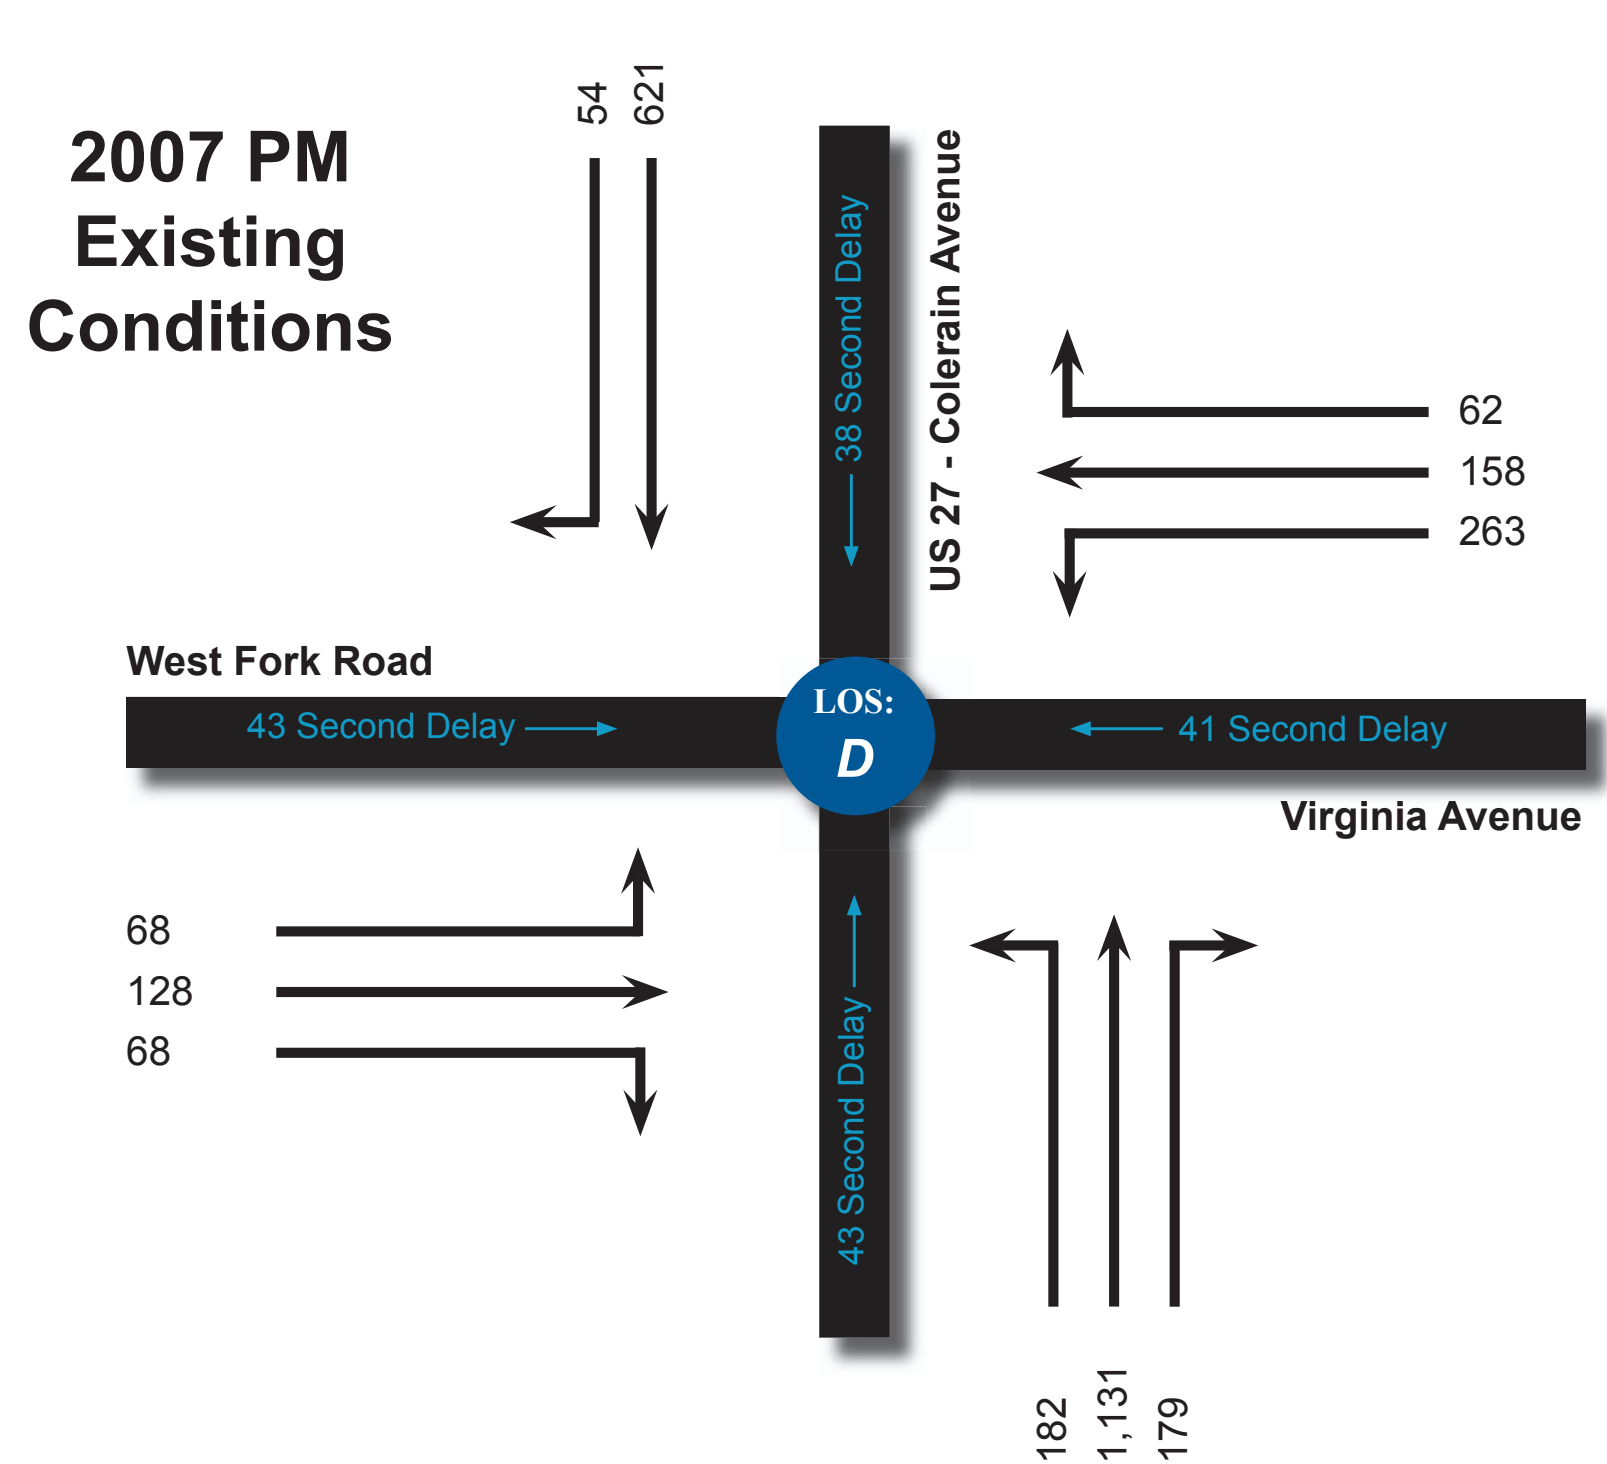 54
621
2007 PM
Existing
Conditions
38 Second Delay
US 27 - Colerain Avenue
62
158
263
West Fork Road
LOS:
D
43 Second Delay
41 Second Delay
Virginia Avenue
68
128
68
43 Second Delay
182
1,131
179